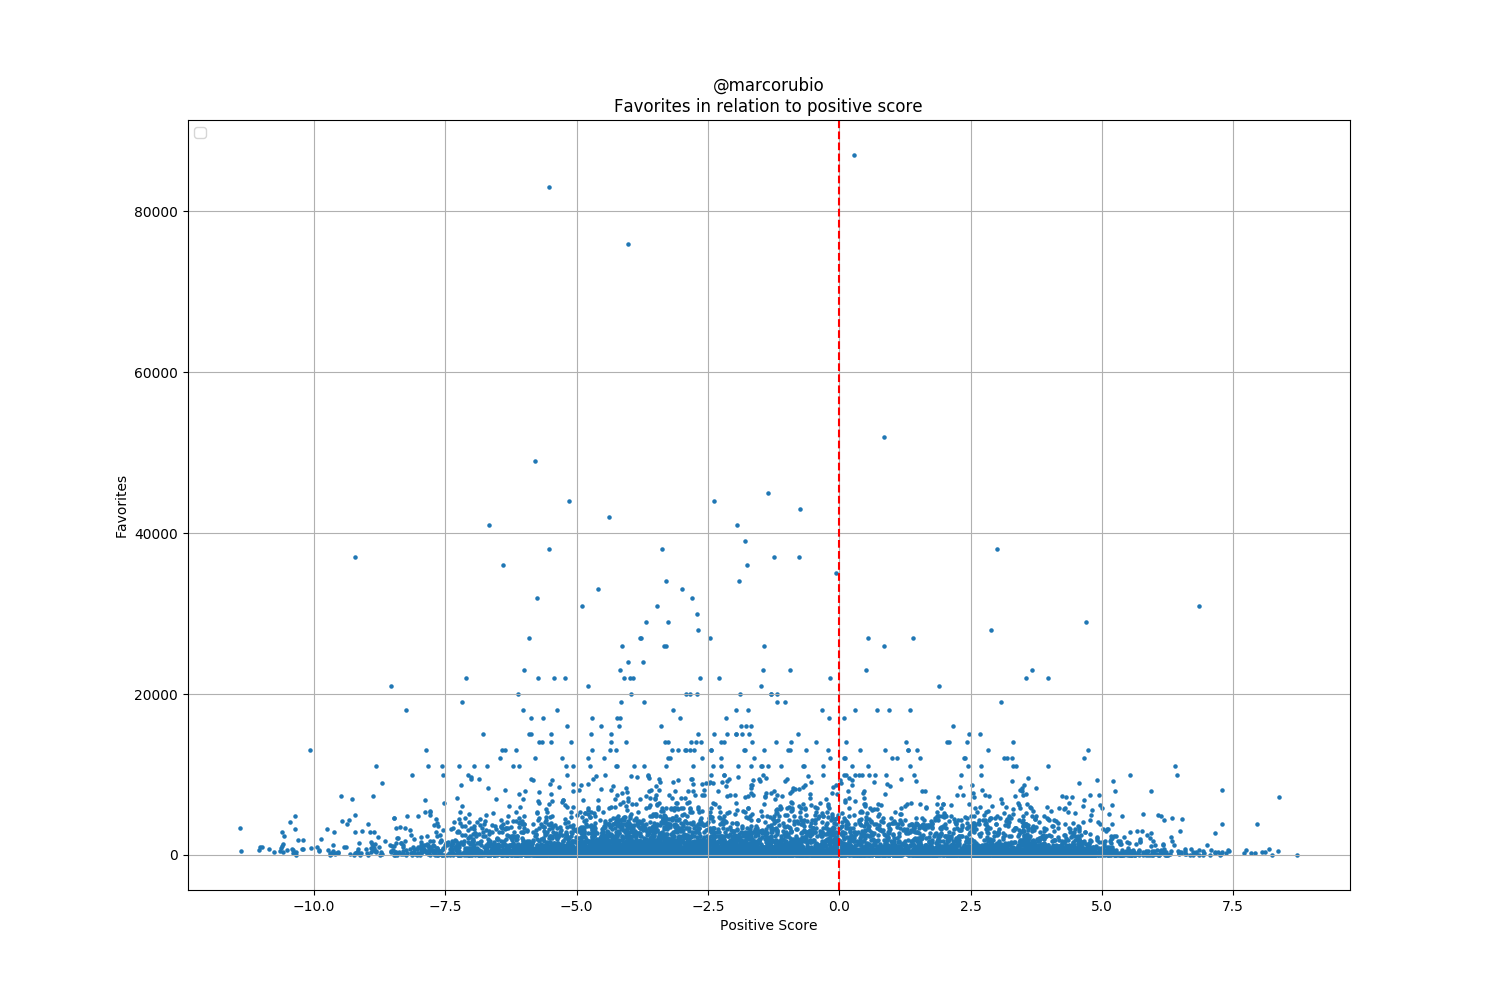 @marcorubio
Favorites in relation to positive score
80000
60000
40000
20000
0
Favorites
−10.0 −7.5 −5.0 −2.5 0.0 2.5 5.0 7.5
Positive Score